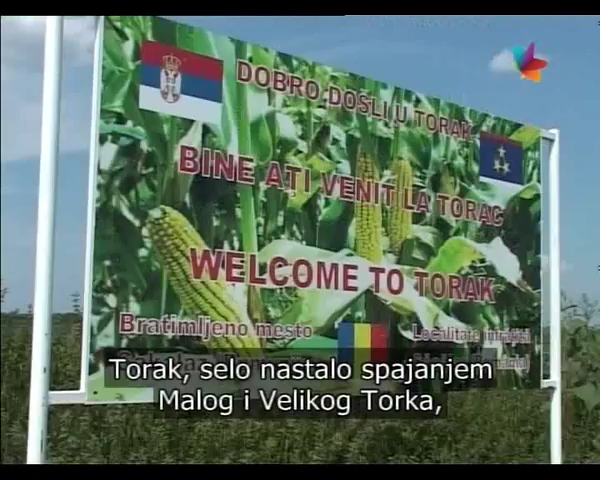 DOBRO DOŠLI U TORAK
BINE AȚI VENIT LA TORAC
WELCOME TO TORAK
Bratimljeno mesto
Localitate
Torak, selo nastalo spajanjem
Malog i Velikog Torka,